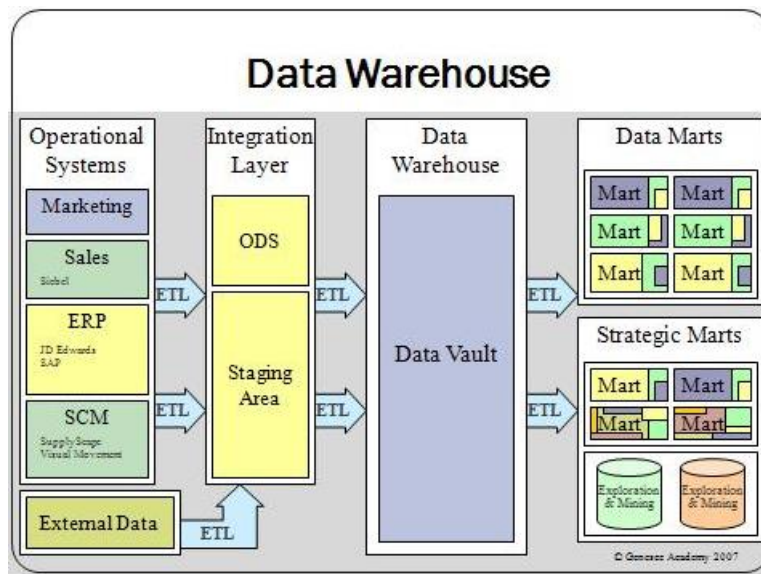 Data Warehouse
Operational
Systems
Marketing
Sales
Siebel
ERP
JD Edwards
SAP
SCM
SupplyScape
Visual Movement
External Data
ETL
ETL
ETL
Integration
Layer
ODS
Staging
Area
ETL
ETL
Data
Warehouse
Data Vault
ETL
ETL
Data Marts
Mart
Mart
Mart
Mart
Mart
Mart
Strategic Marts
Mart
Mart
Mart
Mart
Exploration
& Mining
Exploration
& Mining
© Genesee Academy 2007